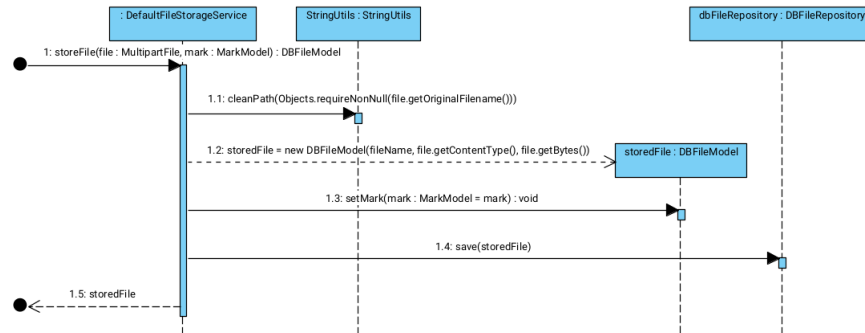 : DefaultFileStorageService
StringUtils : StringUtils
dbFileRepository : DBFileRepository
1: storeFile(file : MultipartFile, mark : MarkModel) : DBFileModel
1.1: cleanPath(Objects.requireNonNull(file.getOriginalFilename()))
1.2: storedFile = new DBFileModel(fileName, file.getContentType(), file.getBytes())
storedFile : DBFileModel
1.3: setMark(mark : MarkModel = mark) : void
1.4: save(storedFile)
1.5: storedFile